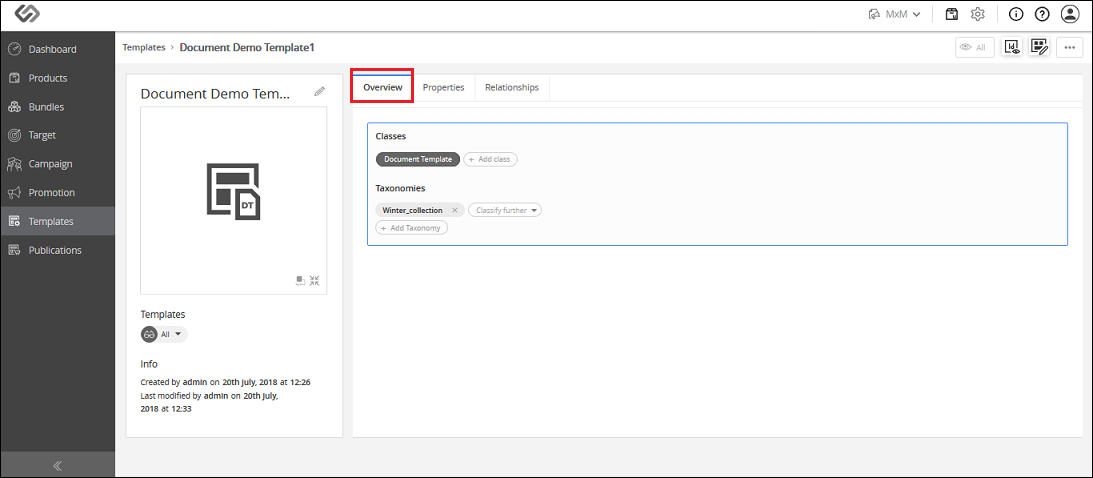 MxM
Dashboard
Products
Bundles
Target
Campaign
Promotion
Templates
Publications
Templates › Document Demo Template1
All
Id
Document Demo Tem...
DT
Templates
All
Info
Created by admin on 20th July, 2018 at 12:26
Last modified by admin on 20th July,
2018 at 12:33
Overview
Properties
Relationships
Classes
Document Template
+ Add class
Taxonomies
Winter_collection ×
Classify further
+ Add Taxonomy